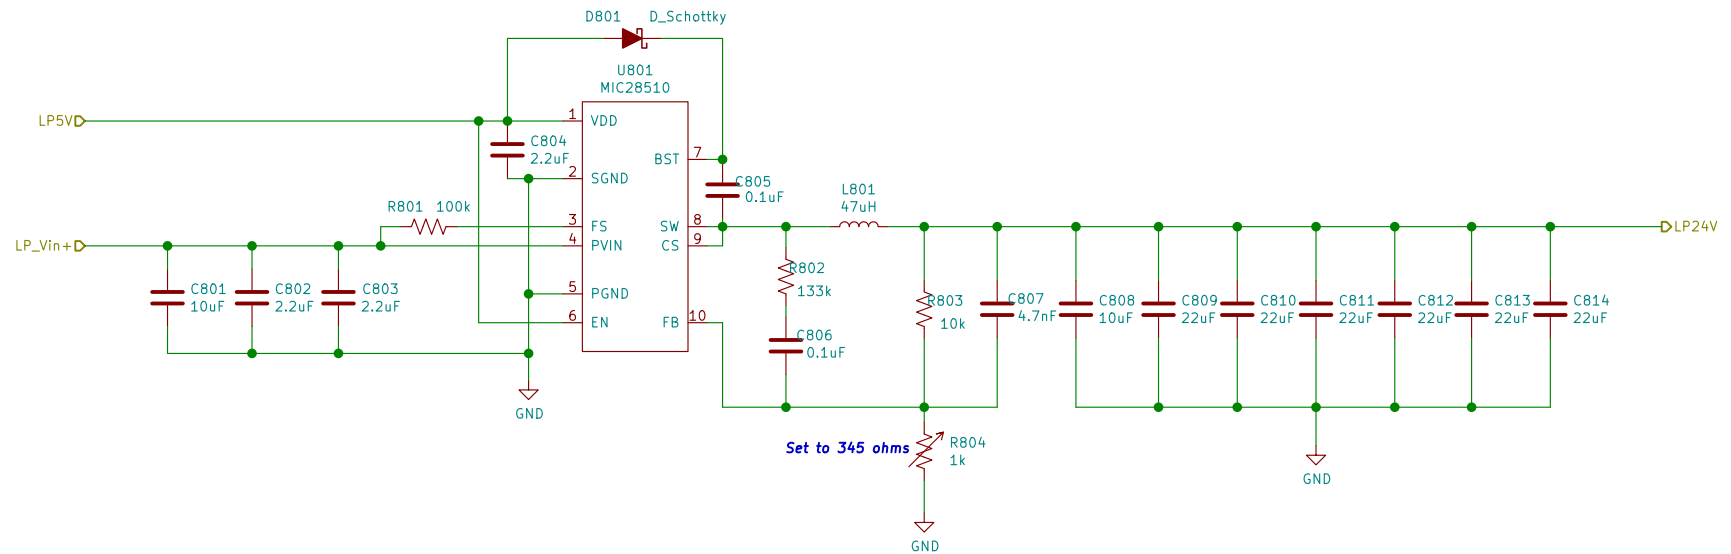 D801 D_Schottky
U801
MIC28510
LP5V
1 VDD
C804
2.2uF
BST 7
2 SGND
C805
0.1uF
L801
47uH
R801 100k
3 FS
SW 8
LP24V
LP_Vin+
4 PVIN
CS 9
R802
133k
C801
10uF
C802
2.2uF
C803
2.2uF
5 PGND
R803
10k
C807
4.7nF
C808
10uF
C809
22uF
C810
22uF
C811
22uF
C812
22uF
C813
22uF
C814
22uF
6 EN
FB 10
C806
0.1uF
GND
Set to 345 ohms
R804
1k
GND
GND